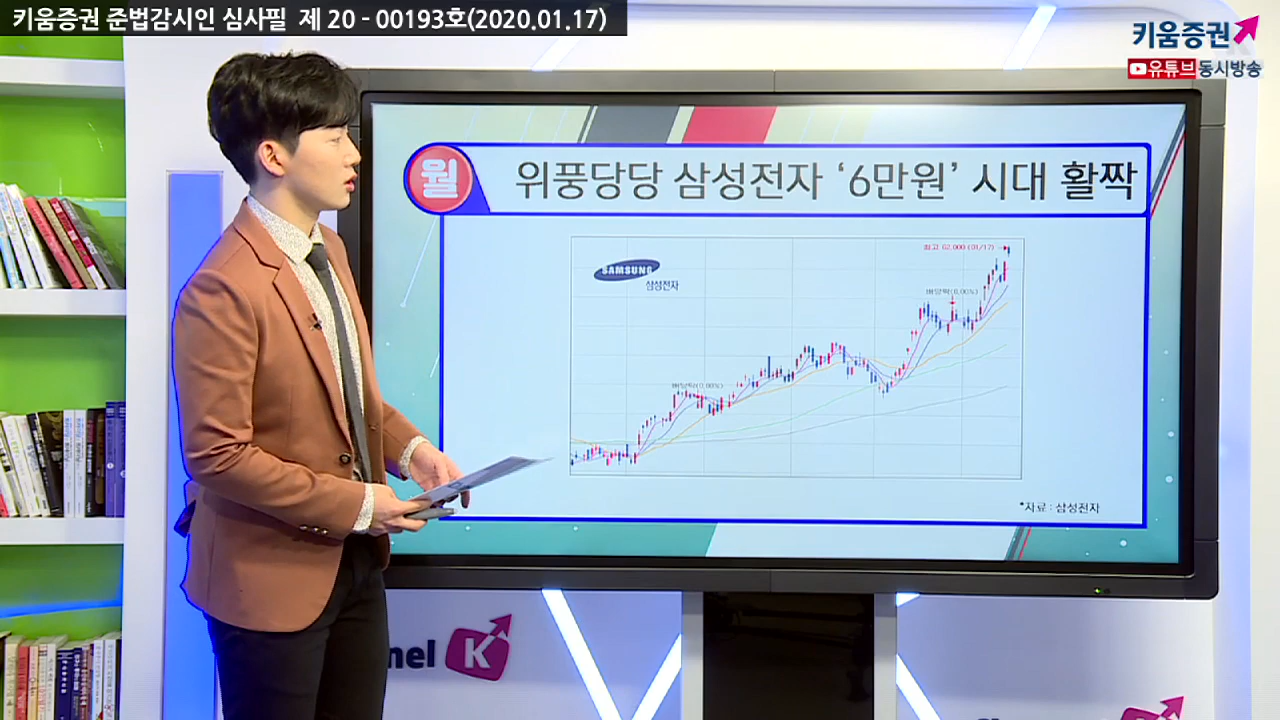 키움증권 준법감시인 심사필 제 20 - 00193호(2020.01.17)
키움증권
유튜브 동시방송
월
위풍당당 삼성전자 ‘6만원’ 시대 활짝
SAMSUNG
삼성전자
최고 62,000 (01/17)
*자료 : 삼성전자
nel K